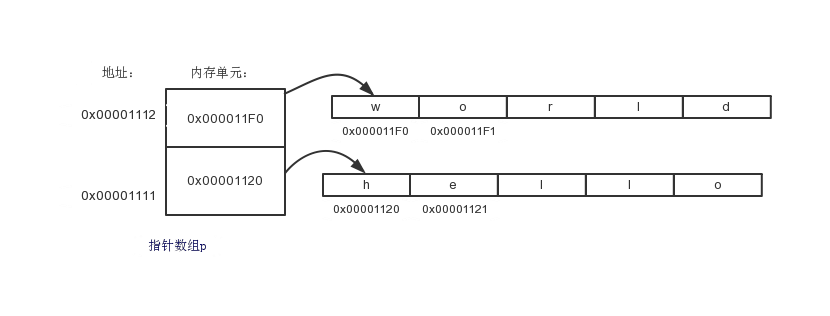 地址： 内存单元：
0x00001112 0x000011F0 w o r l d
0x000011F0 0x000011F1
0x00001111 0x00001120 h e l l o
0x00001120 0x00001121
指针数组p